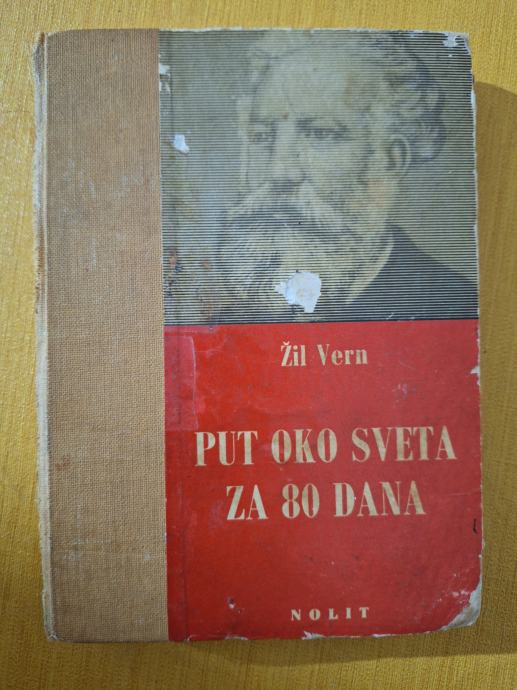 Žil Vern
PUT OKO SVETA
ZA 80 DANA
NOLIT